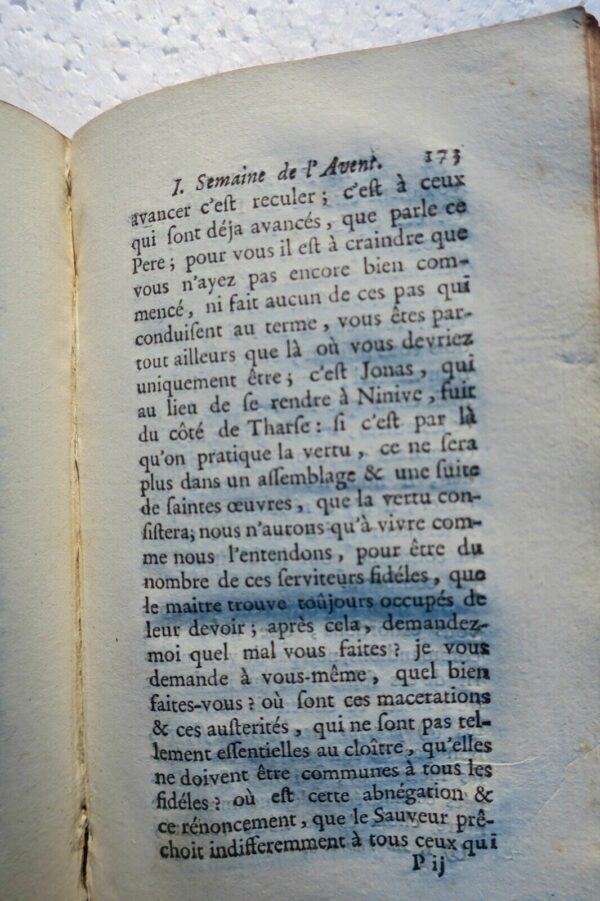 I. Semaine de l'Avent. 173
avancer c'eſt reculer ; c'eſt à ceux
qui ſont déja avancés, que parle ce
Pere ; pour vous il eſt à craindre que
vous n'ayez pas encore bien com-
mencé, ni fait aucun de ces pas qui
conduiſent au terme, vous êtes par-
tout ailleurs que là où vous devriez
uniquement être ; c'eſt Jonas, qui
au lieu de ſe rendre à Ninive, fuit
du côté de Tharſe : ſi c'eſt par là
qu'on pratique la vertu, ce ne ſera
plus dans un aſſemblage & une ſuite
de ſaintes œuvres, que la vertu con-
ſiſtera; nous n'aurons qu'à vivre com-
me nous l'entendons, pour être du
nombre de ces ſerviteurs fidéles, que
le maitre trouve toûjours occupés de
leur devoir ; après cela, demandez-
moi quel mal vous faites ? je vous
demande à vous-même, quel bien
faites-vous ? où ſont ces macerations
& ces auſterités, qui ne ſont pas tel-
lement eſſentielles au cloître, qu'elles
ne doivent être communes à tous les
fidéles ? où eſt cette abnégation &
ce rénoncement, que le Sauveur prê-
choit indifferemment à tous ceux qui
P ij